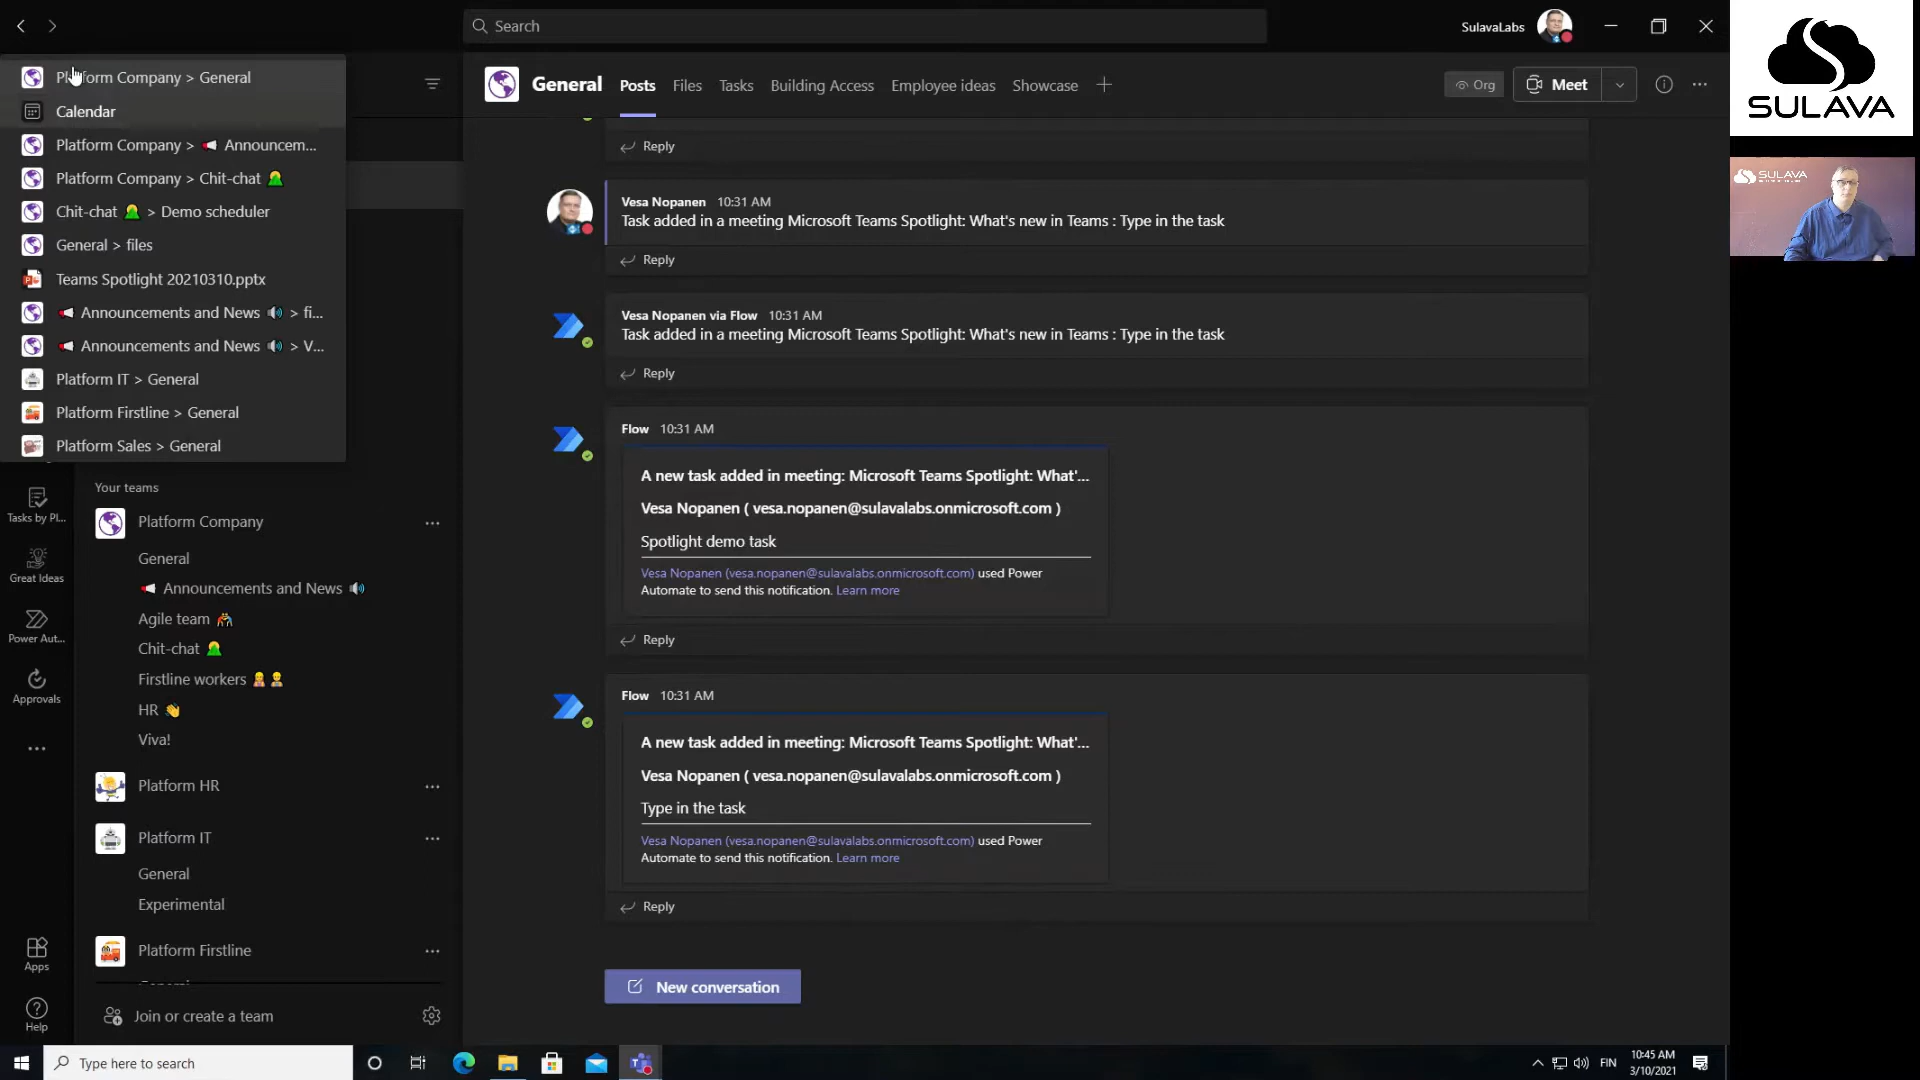 Search
SulavaLabs
SULAVA
SULAVA
Platform Company > General
Calendar
Platform Company > Announcem...
Platform Company > Chit-chat
Chit-chat > Demo scheduler
General > files
Teams Spotlight 20210310.pptx
Announcements and News > fi...
Announcements and News > V...
Platform IT > General
Platform Firstline > General
Platform Sales > General
Tasks by Pl...
Great Ideas
Power Aut...
Approvals
Apps
Help
Your teams
Platform Company
General
Announcements and News
Agile team
Chit-chat
Firstline workers
HR
Viva!
Platform HR
Platform IT
General
Experimental
Platform Firstline
General
Join or create a team
General Posts Files Tasks Building Access Employee ideas Showcase
Org Meet
Reply
Vesa Nopanen 10:31 AM
Task added in a meeting Microsoft Teams Spotlight: What's new in Teams : Type in the task
Reply
Vesa Nopanen via Flow 10:31 AM
Task added in a meeting Microsoft Teams Spotlight: What's new in Teams : Type in the task
Reply
Flow 10:31 AM
A new task added in meeting: Microsoft Teams Spotlight: What'...
Vesa Nopanen ( vesa.nopanen@sulavalabs.onmicrosoft.com )
Spotlight demo task
Vesa Nopanen (vesa.nopanen@sulavalabs.onmicrosoft.com) used Power
Automate to send this notification. Learn more
Reply
Flow 10:31 AM
A new task added in meeting: Microsoft Teams Spotlight: What'...
Vesa Nopanen ( vesa.nopanen@sulavalabs.onmicrosoft.com )
Type in the task
Vesa Nopanen (vesa.nopanen@sulavalabs.onmicrosoft.com) used Power
Automate to send this notification. Learn more
Reply
New conversation
Type here to search
FIN
10:45 AM
3/10/2021